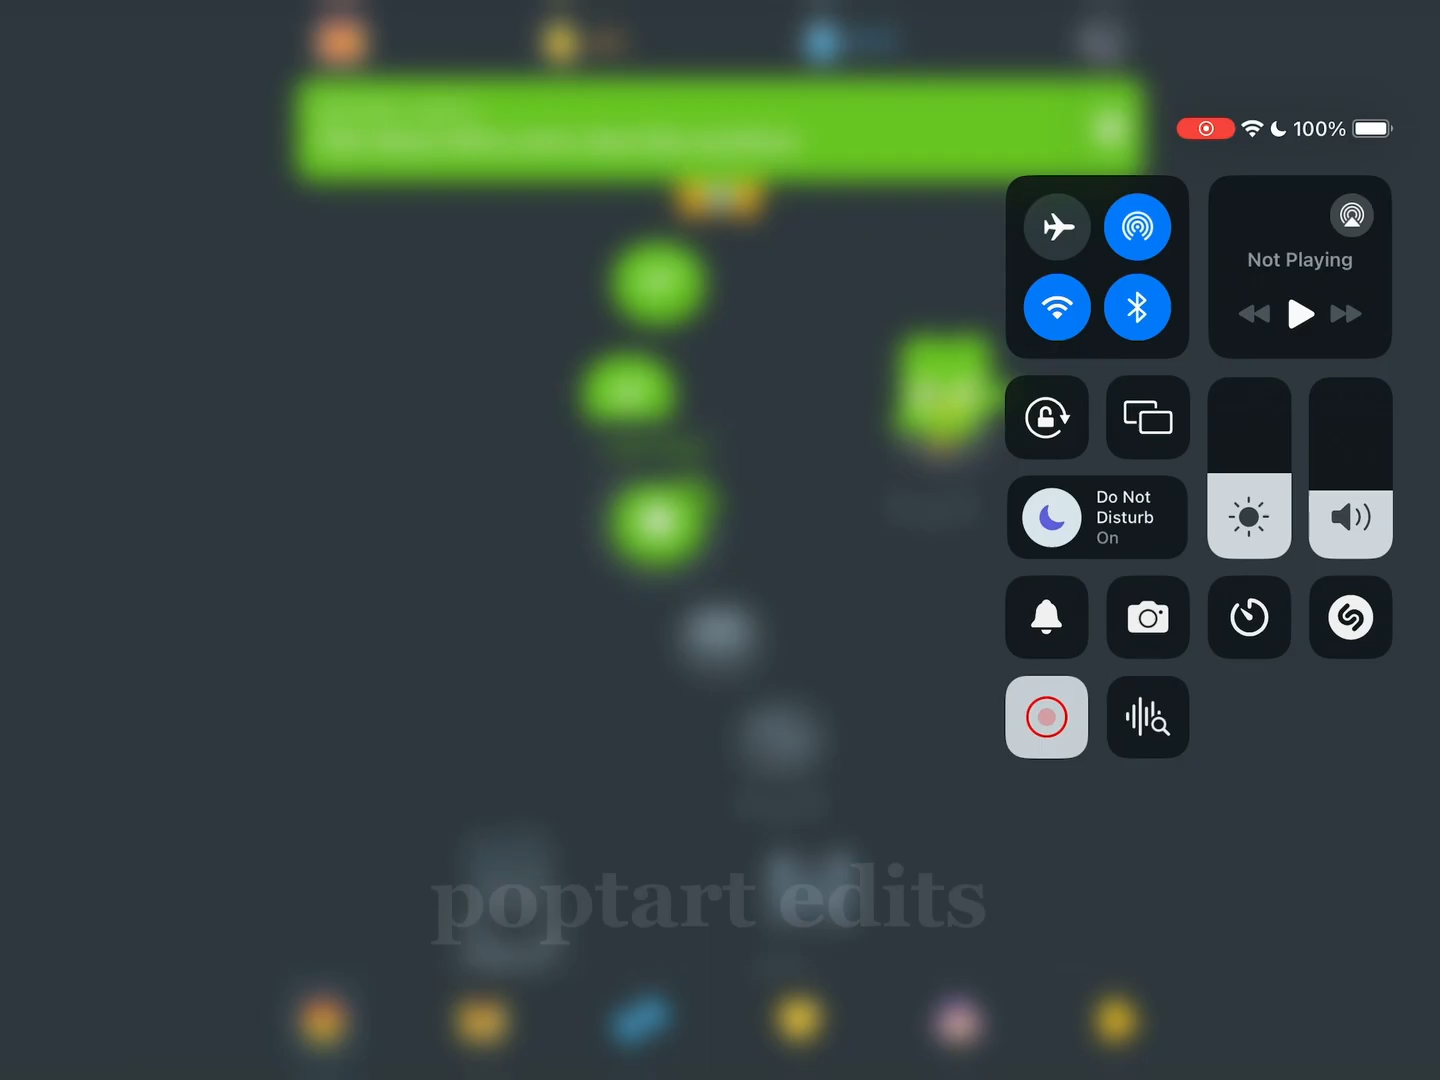 100%
Not Playing
Do Not
Disturb
On
poptart edits